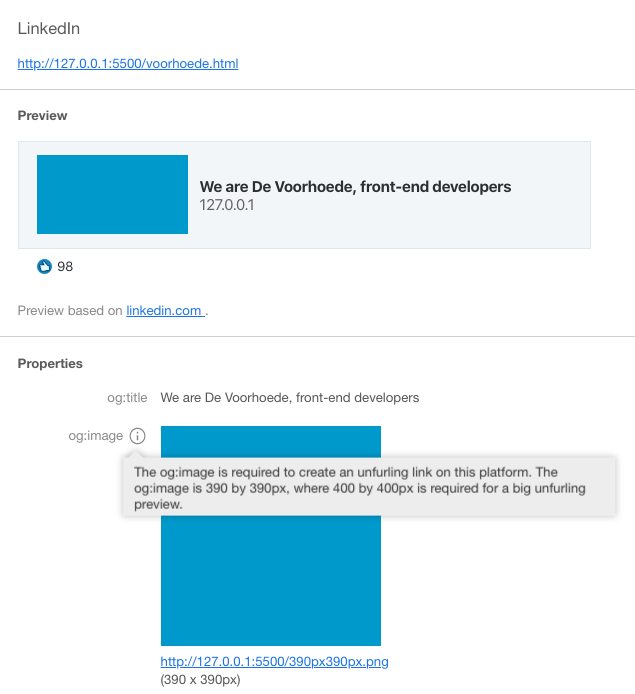 LinkedIn
http://127.0.0.1:5500/voorhoede.html
Preview
We are De Voorhoede, front-end developers
127.0.0.1
98
Preview based on linkedin.com .
Properties
og:title We are De Voorhoede, front-end developers
og:image
The og:image is required to create an unfurling link on this platform. The
og:image is 390 by 390px, where 400 by 400px is required for a big unfurling
preview.
http://127.0.0.1:5500/390px390px.png
(390 x 390px)